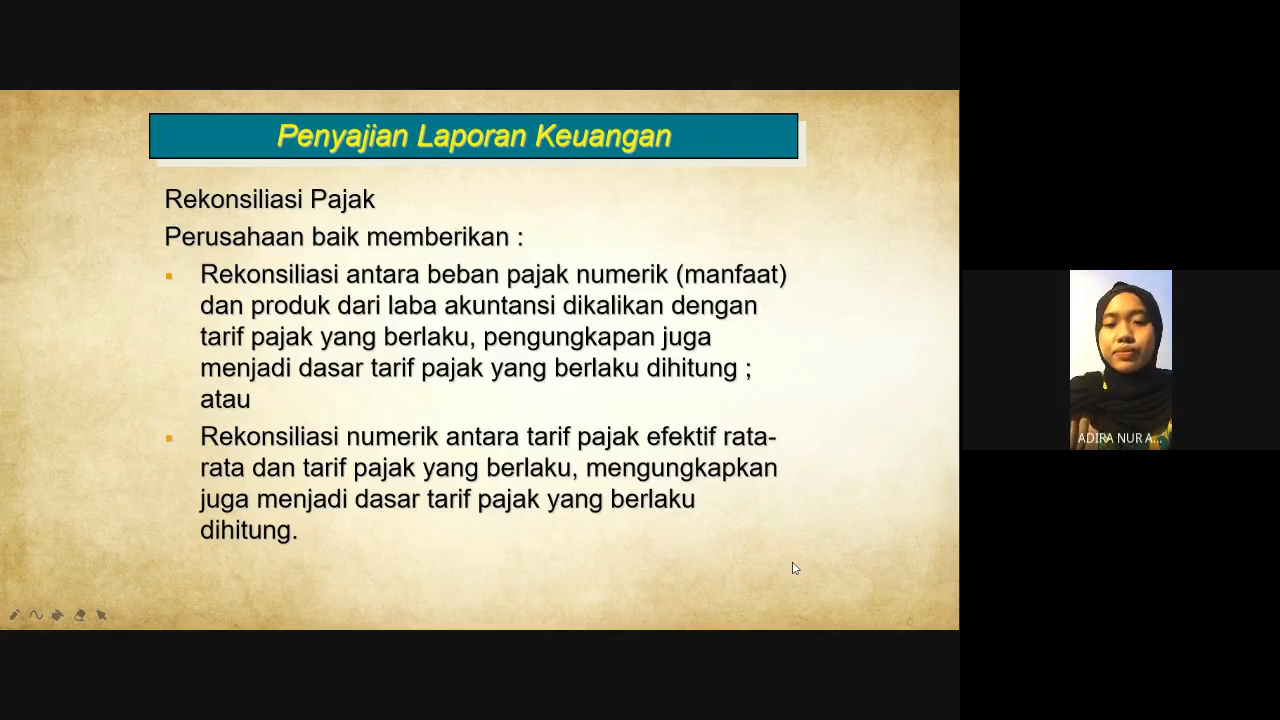 Penyajian Laporan Keuangan
Rekonsiliasi Pajak
Perusahaan baik memberikan :
Rekonsiliasi antara beban pajak numerik (manfaat)
dan produk dari laba akuntansi dikalikan dengan
tarif pajak yang berlaku, pengungkapan juga
menjadi dasar tarif pajak yang berlaku dihitung ;
atau
Rekonsiliasi numerik antara tarif pajak efektif rata-
rata dan tarif pajak yang berlaku, mengungkapkan
juga menjadi dasar tarif pajak yang berlaku
dihitung.
ADIRA NUR A...